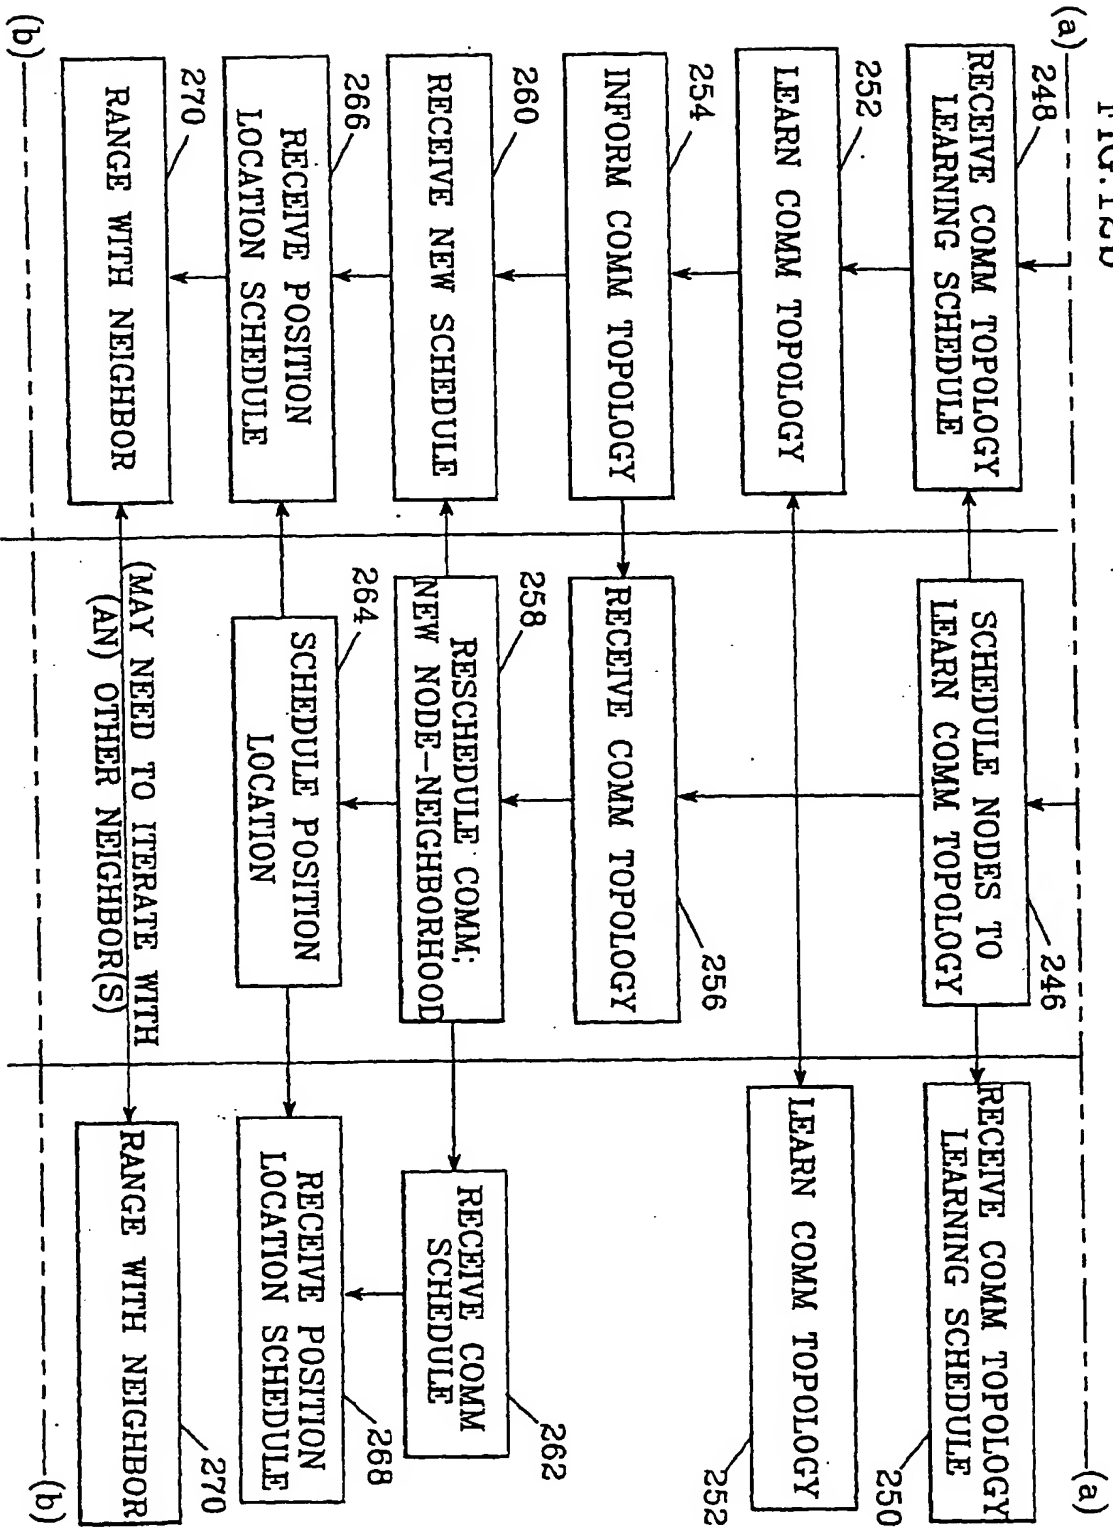 FIG.12B
(a)
(a)
248
RECEIVE COMM TOPOLOGY
LEARNING SCHEDULE
246
SCHEDULE NODES TO
LEARN COMM TOPOLOGY
250
RECEIVE COMM TOPOLOGY
LEARNING SCHEDULE
252
LEARN COMM TOPOLOGY
252
LEARN COMM TOPOLOGY
254
INFORM COMM TOPOLOGY
256
RECEIVE COMM TOPOLOGY
260
RECEIVE NEW SCHEDULE
258
RESCHEDULE COMM;
NEW NODE-NEIGHBORHOOD
262
RECEIVE COMM
SCHEDULE
266
RECEIVE POSITION
LOCATION SCHEDULE
264
SCHEDULE POSITION
LOCATION
268
RECEIVE POSITION
LOCATION SCHEDULE
270
RANGE WITH NEIGHBOR
(MAY NEED TO ITERATE WITH
(AN) OTHER NEIGHBOR(S)
270
RANGE WITH NEIGHBOR
(b)
(b)